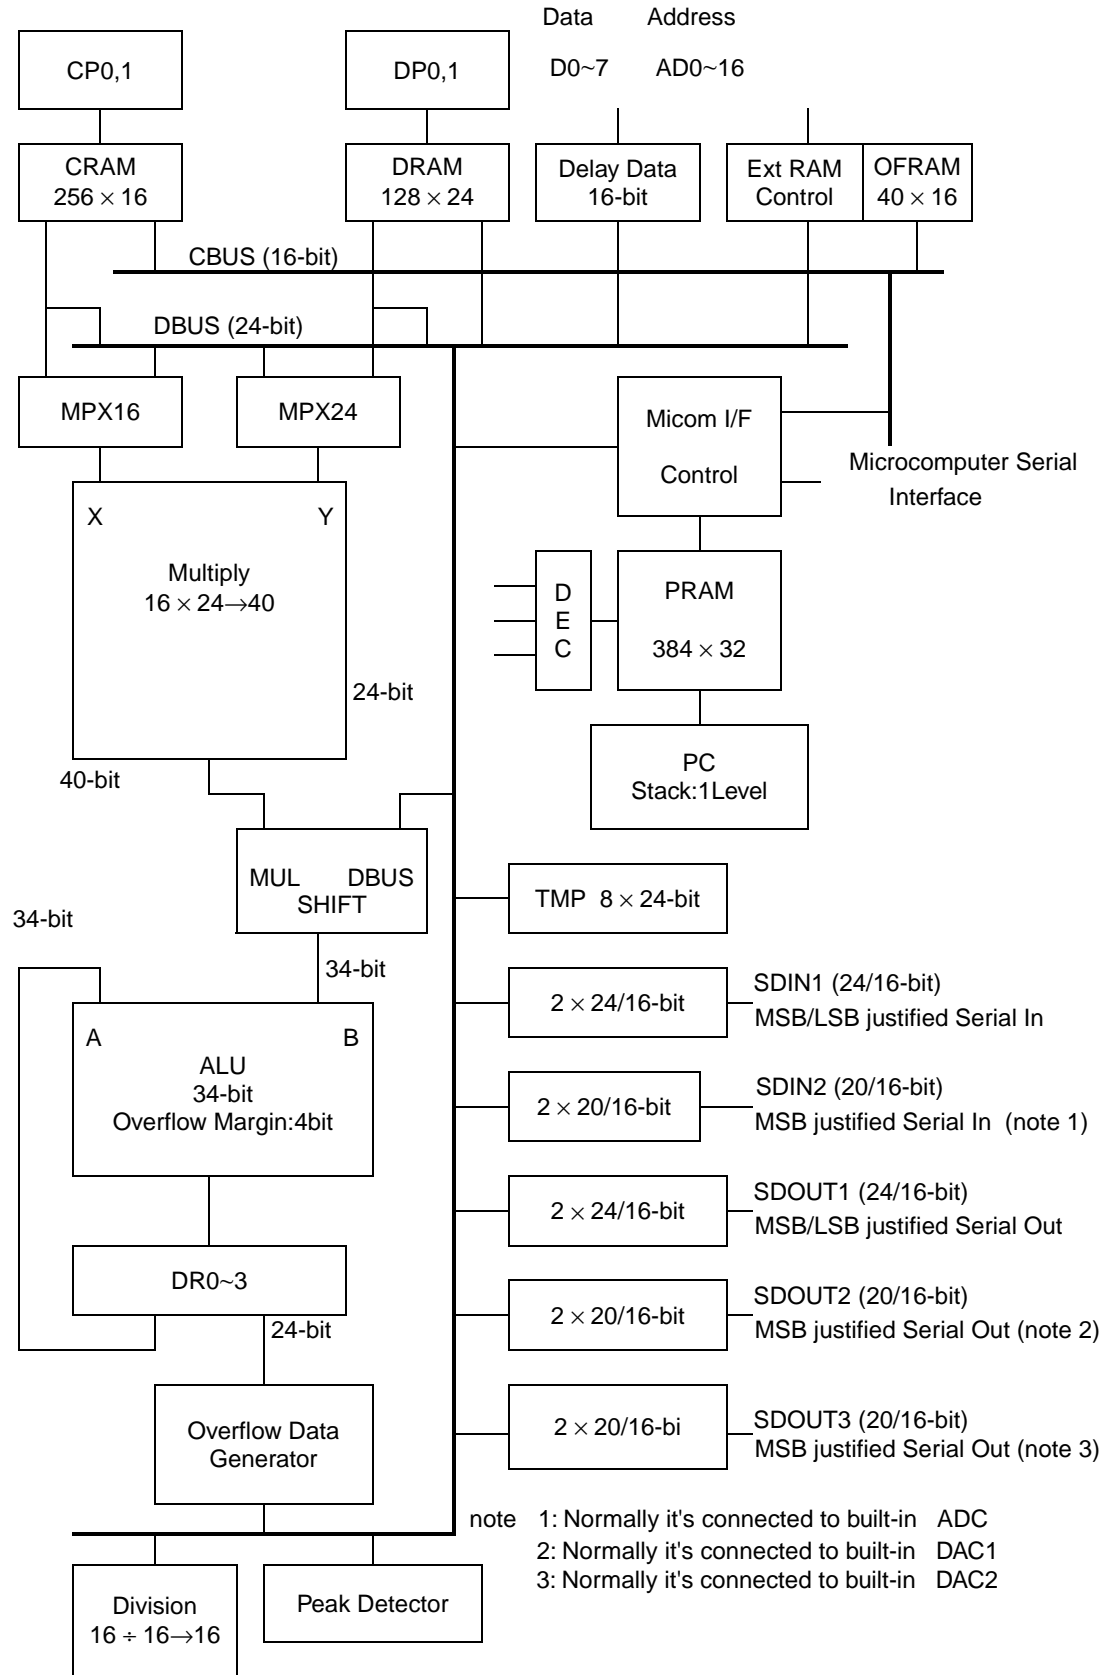 Data Address
CP0,1
DP0,1
D0~7 AD0~16
CRAM
256 × 16
DRAM
128 × 24
Delay Data
16-bit
Ext RAM
Control
OFRAM
40 × 16
CBUS (16-bit)
DBUS (24-bit)
MPX16
MPX24
Micom I/F
Control
Microcomputer Serial
Interface
X Y
Multiply
16 × 24→40
24-bit
40-bit
D
E
C
PRAM
384 × 32
PC
Stack:1Level
MUL DBUS
SHIFT
TMP 8 × 24-bit
34-bit
34-bit
2 × 24/16-bit
SDIN1 (24/16-bit)
MSB/LSB justified Serial In
A B
ALU
34-bit
Overflow Margin:4bit
2 × 20/16-bit
SDIN2 (20/16-bit)
MSB justified Serial In (note 1)
2 × 24/16-bit
SDOUT1 (24/16-bit)
MSB/LSB justified Serial Out
DR0~3
24-bit
2 × 20/16-bit
SDOUT2 (20/16-bit)
MSB justified Serial Out (note 2)
Overflow Data
Generator
2 × 20/16-bi
SDOUT3 (20/16-bit)
MSB justified Serial Out (note 3)
note 1: Normally it's connected to built-in ADC
2: Normally it's connected to built-in DAC1
3: Normally it's connected to built-in DAC2
Division
16 ÷ 16→16
Peak Detector